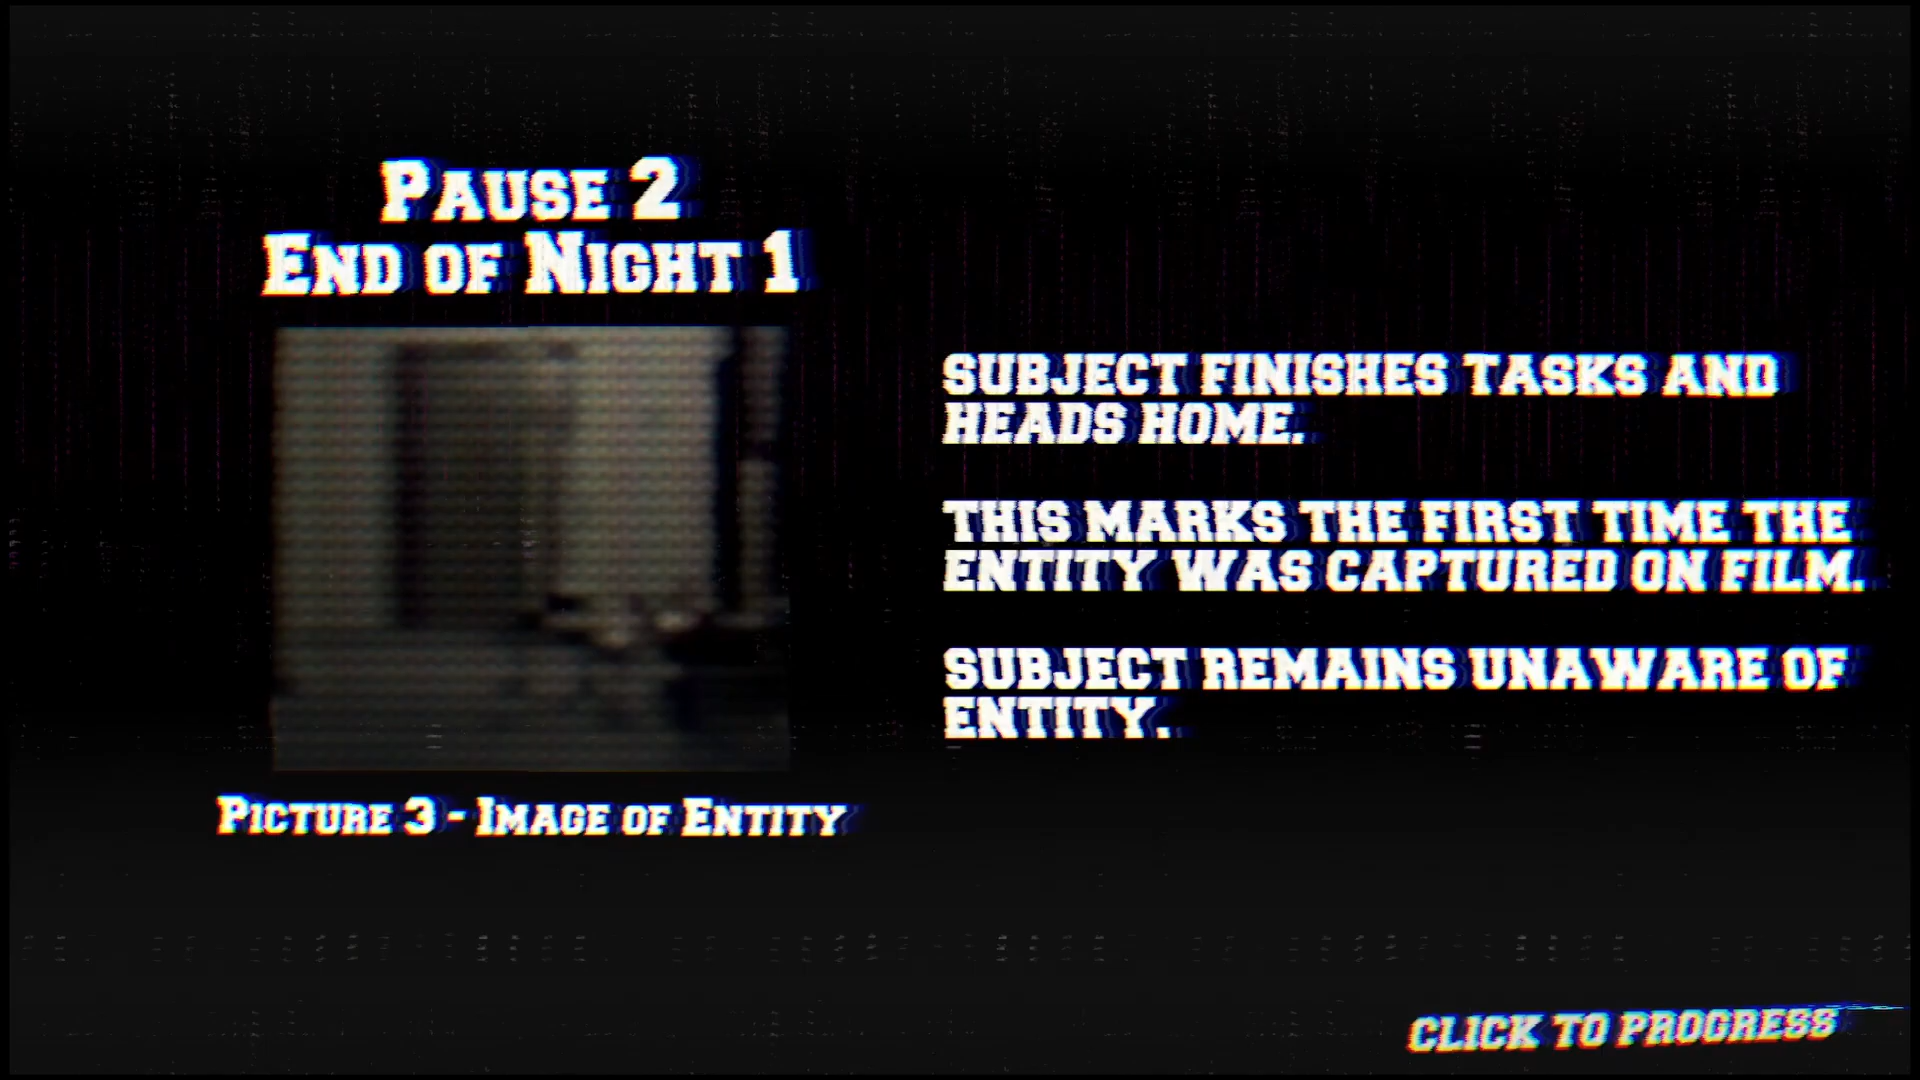 Pause 2
End of Night 1
SUBJECT FINISHES TASKS AND
HEADS HOME.
THIS MARKS THE FIRST TIME THE
ENTITY WAS CAPTURED ON FILM.
SUBJECT REMAINS UNAWARE OF
ENTITY.
Picture 3 - Image of Entity
CLICK TO PROGRESS